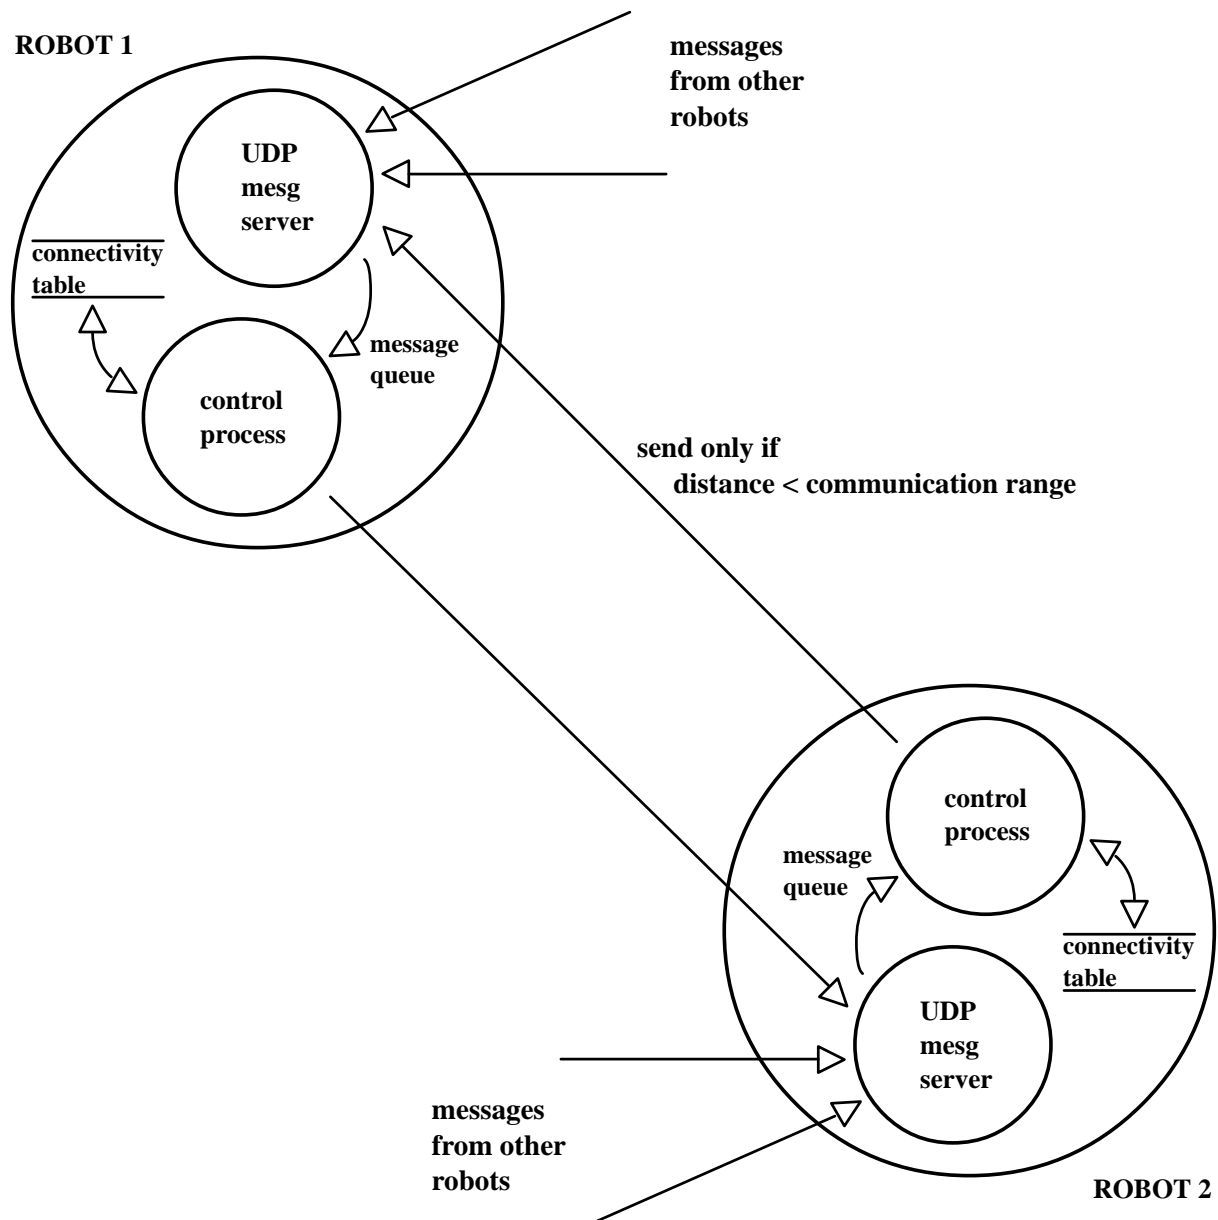 ROBOT 1
messages
from other
robots
UDP
mesg
server
connectivity
table
message
queue
control
process
send only if
distance < communication range
control
process
message
queue
connectivity
table
UDP
mesg
server
messages
from other
robots
ROBOT 2